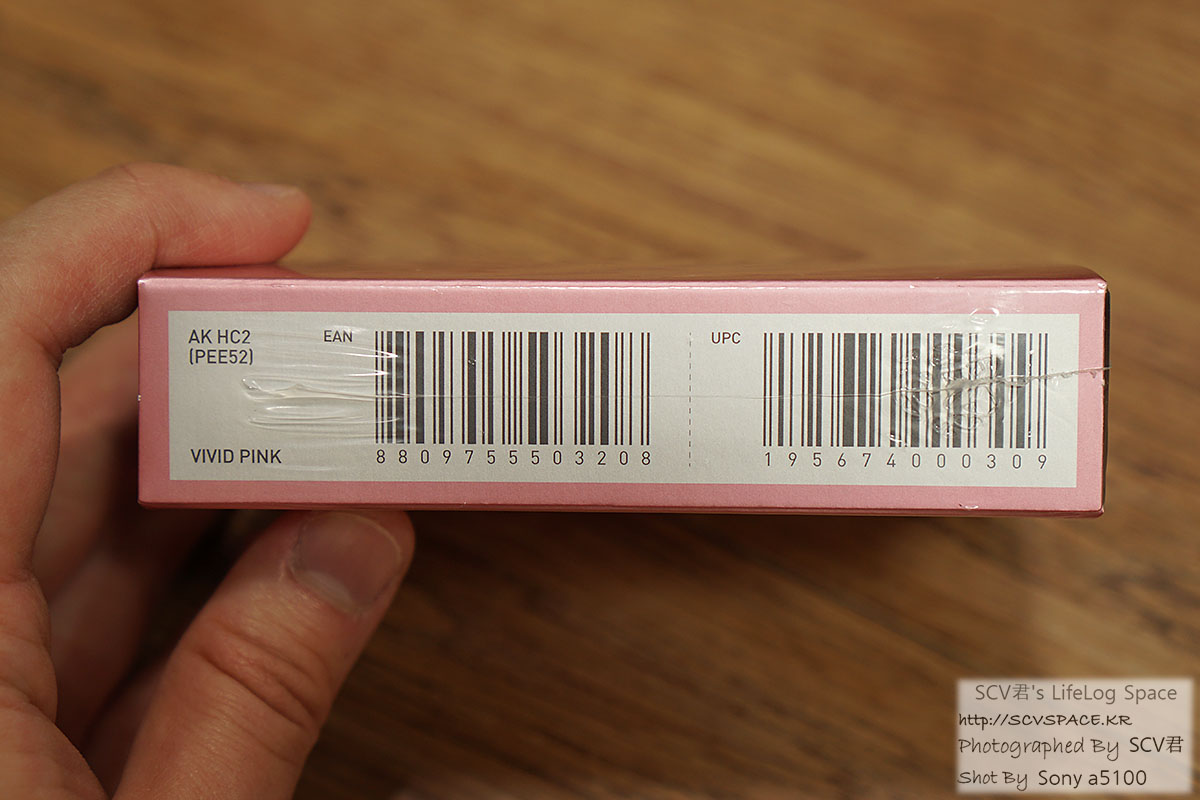 AK HC2
(PEE52)
VIVID PINK
EAN
8809755503208
UPC
195674000309
SCV君's LifeLog Space
http://SCVSPACE.KR
Photographed By SCV君
Shot By Sony a5100